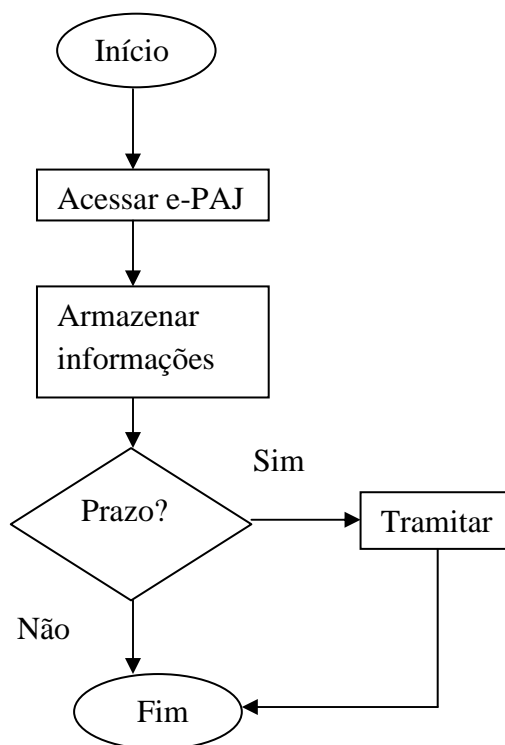 Início
Acessar e-PAJ
Armazenar
informações
Sim
Prazo?
Tramitar
Não
Fim